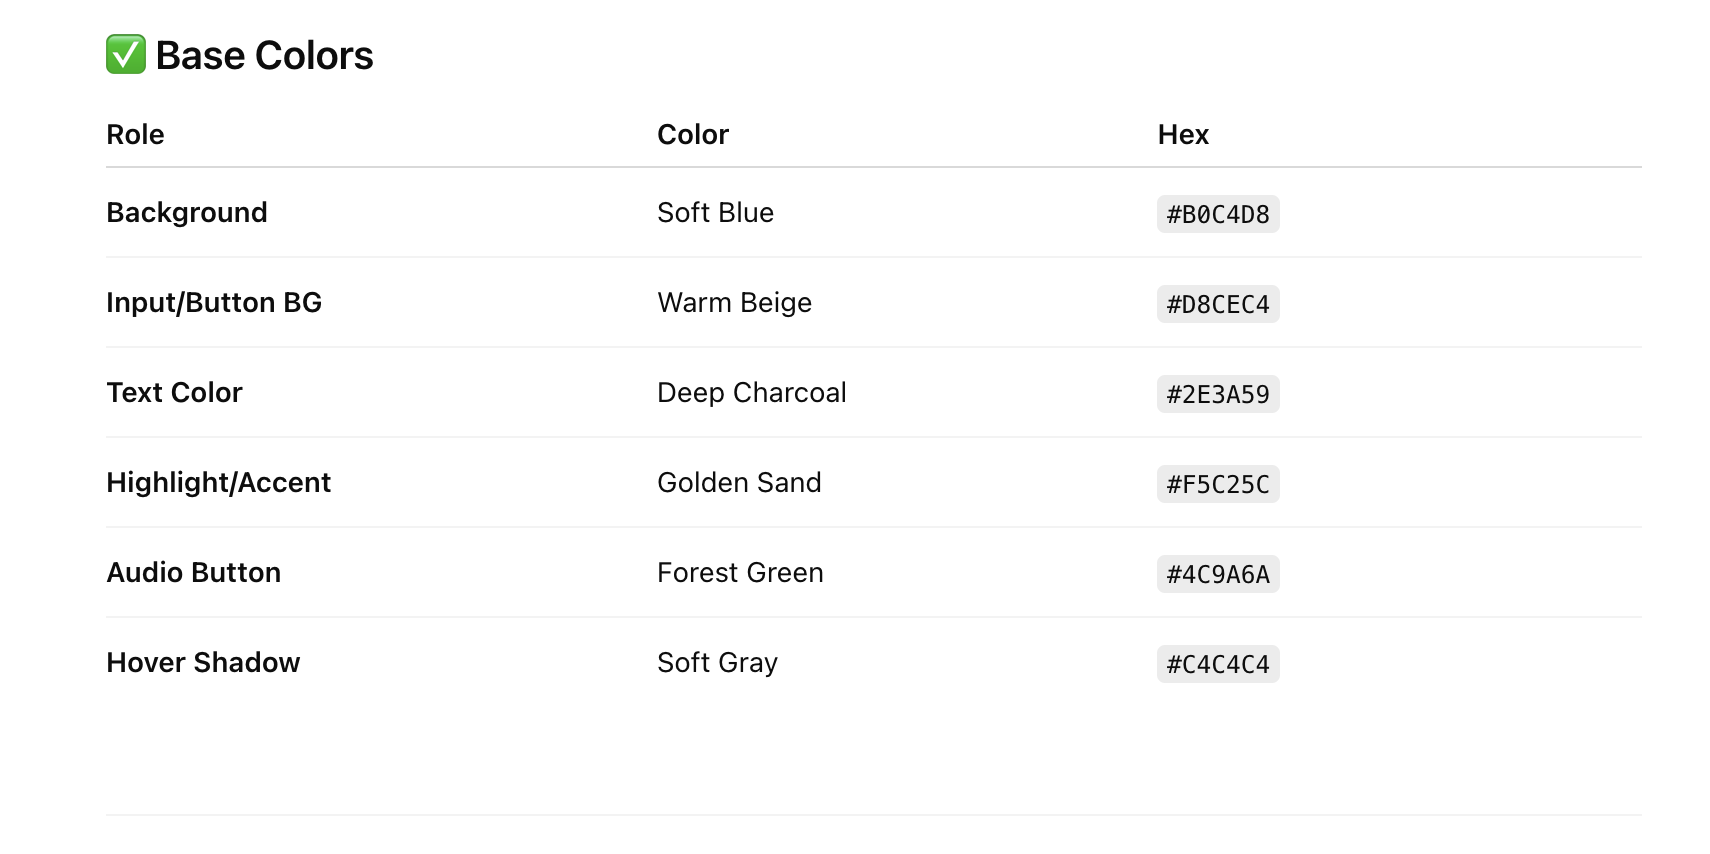 ✅ Base Colors
Role Color Hex
Background Soft Blue #B0C4D8
Input/Button BG Warm Beige #D8CEC4
Text Color Deep Charcoal #2E3A59
Highlight/Accent Golden Sand #F5C25C
Audio Button Forest Green #4C9A6A
Hover Shadow Soft Gray #C4C4C4